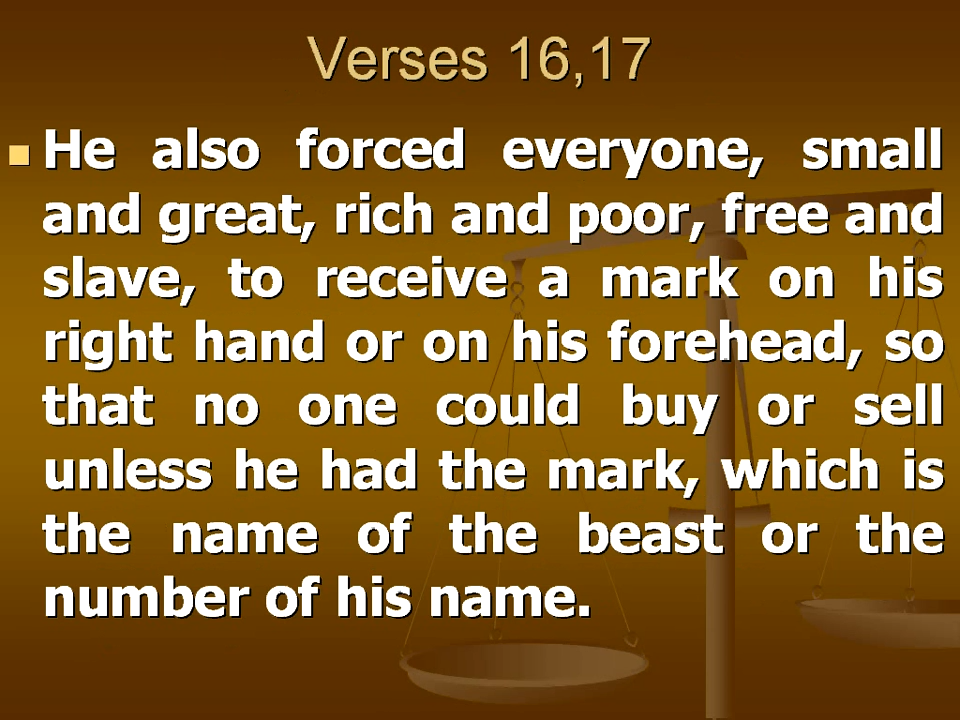 Verses 16,17
He also forced everyone, small
and great, rich and poor, free and
slave, to receive a mark on his
right hand or on his forehead, so
that no one could buy or sell
unless he had the mark, which is
the name of the beast or the
number of his name.